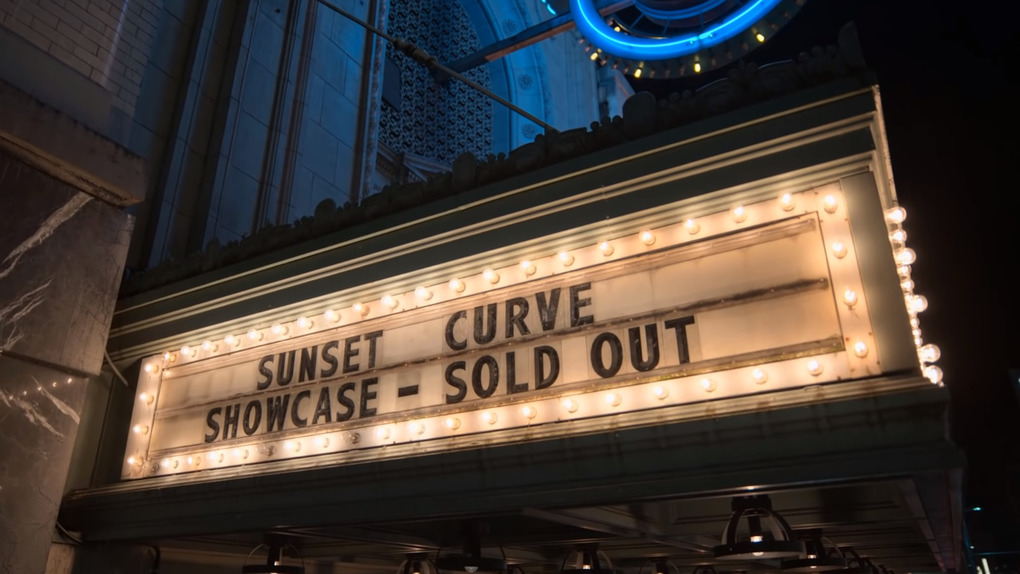 SUNSET CURVE
SHOWCASE - SOLD OUT